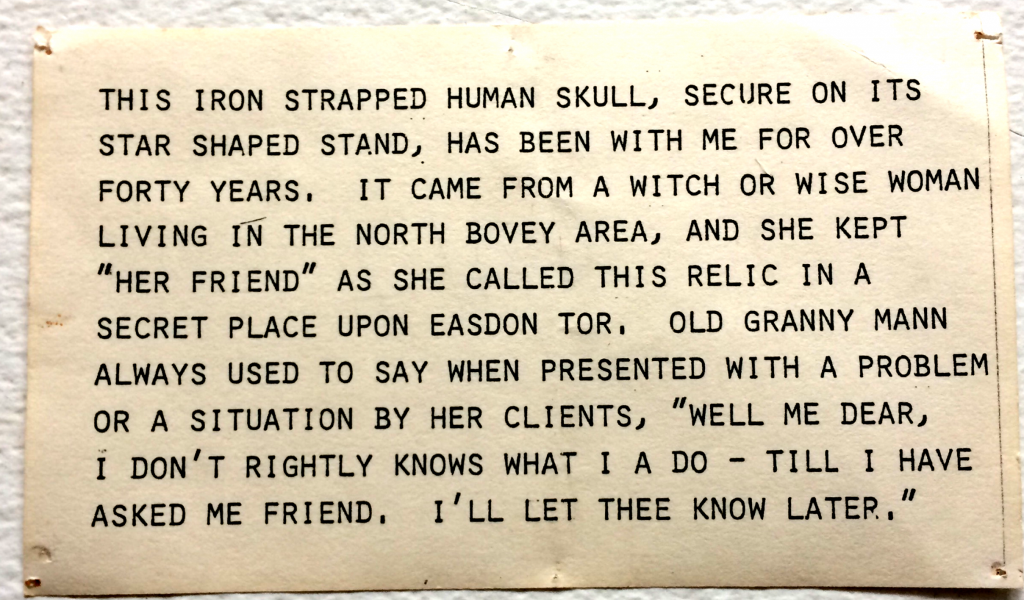 THIS IRON STRAPPED HUMAN SKULL, SECURE ON ITS
STAR SHAPED STAND, HAS BEEN WITH ME FOR OVER
FORTY YEARS. IT CAME FROM A WITCH OR WISE WOMAN
LIVING IN THE NORTH BOVEY AREA, AND SHE KEPT
"HER FRIEND" AS SHE CALLED THIS RELIC IN A
SECRET PLACE UPON EASDON TOR. OLD GRANNY MANN
ALWAYS USED TO SAY WHEN PRESENTED WITH A PROBLEM
OR A SITUATION BY HER CLIENTS, "WELL ME DEAR,
I DON'T RIGHTLY KNOWS WHAT I A DO - TILL I HAVE
ASKED ME FRIEND. I'LL LET THEE KNOW LATER."